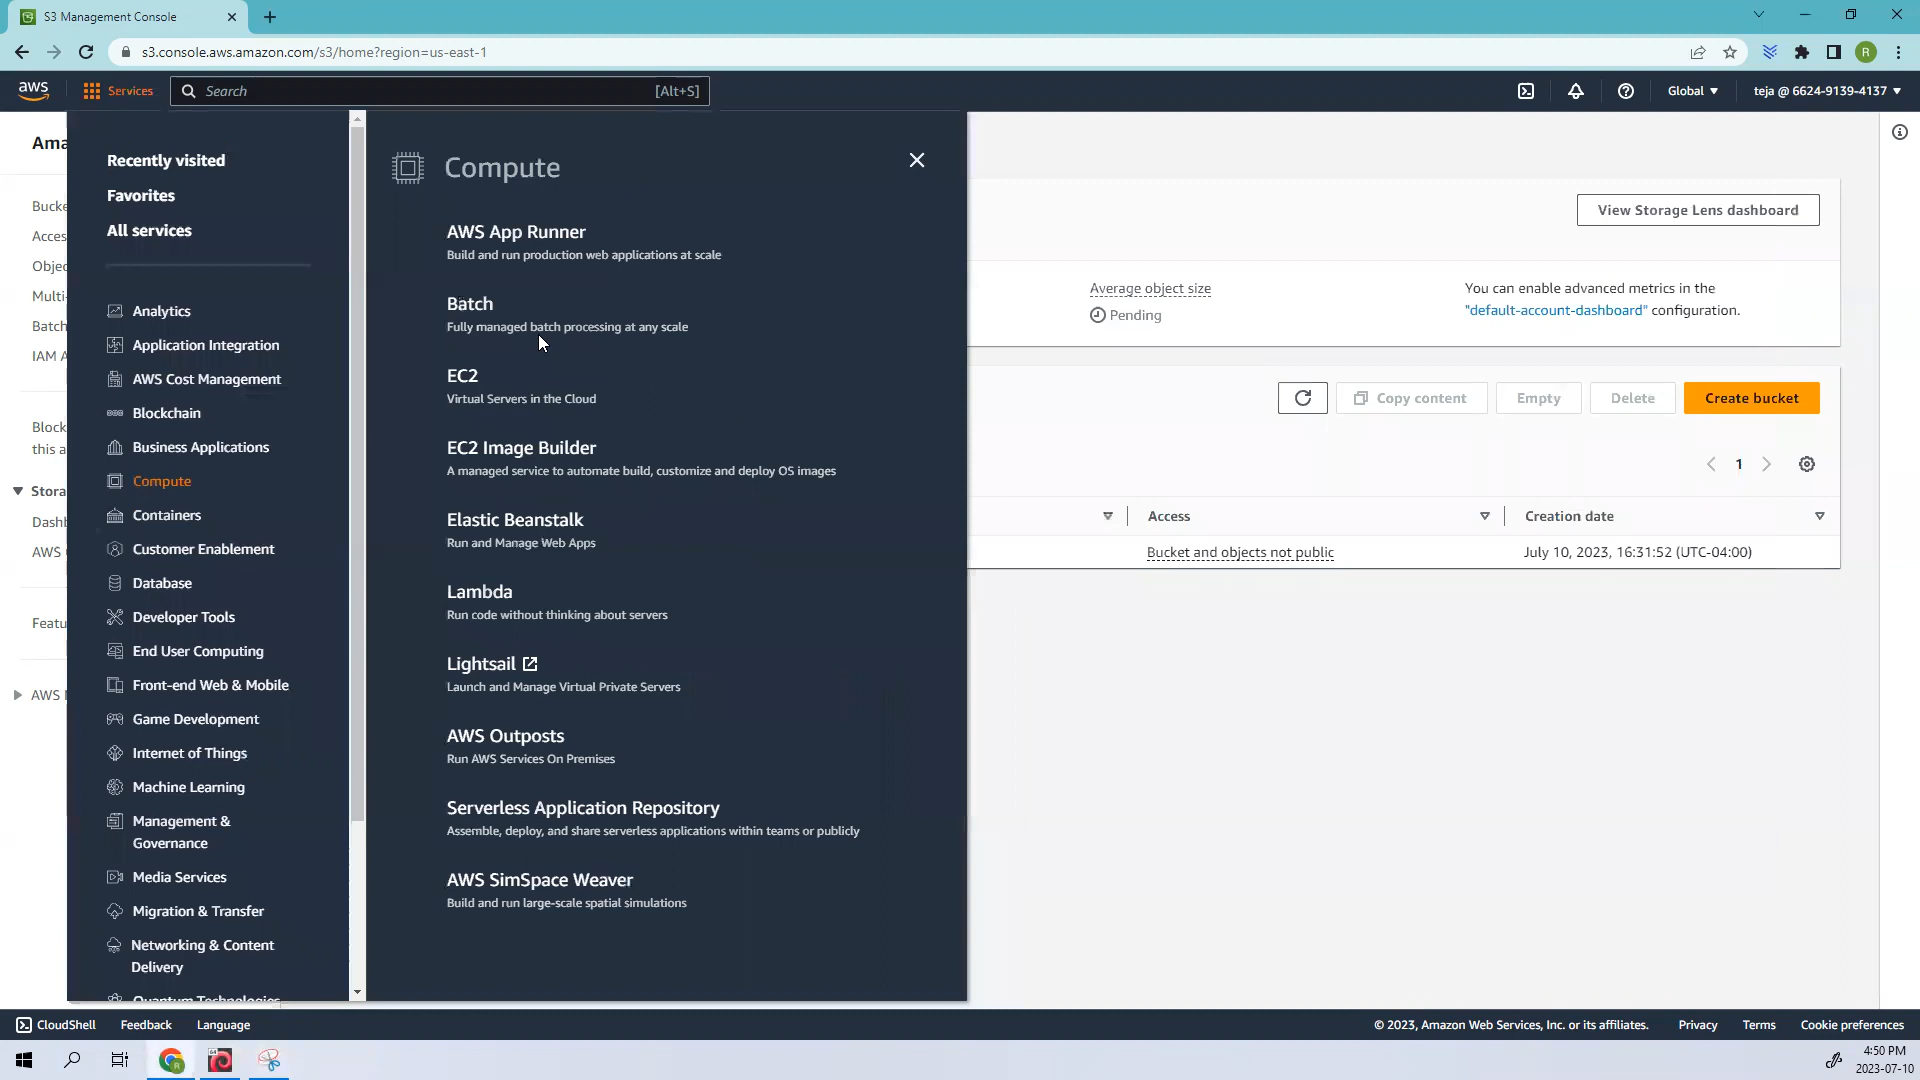 S3 Management Console
s3.console.aws.amazon.com/s3/home?region=us-east-1
R
aws
Services
Search
[Alt+S]
Global
teja @ 6624-9139-4137
Ama
Bucke
Acces
Objec
Multi-
Batch
IAM A
Block
this a
Stora
Dashb
AWS
Featu
AWS
Recently visited
Favorites
All services
Analytics
Application Integration
AWS Cost Management
Blockchain
Business Applications
Compute
Containers
Customer Enablement
Database
Developer Tools
End User Computing
Front-end Web & Mobile
Game Development
Internet of Things
Machine Learning
Management &
Governance
Media Services
Migration & Transfer
Networking & Content
Delivery
Quantum Technologies
Compute
AWS App Runner
Build and run production web applications at scale
Batch
Fully managed batch processing at any scale
EC2
Virtual Servers in the Cloud
EC2 Image Builder
A managed service to automate build, customize and deploy OS images
Elastic Beanstalk
Run and Manage Web Apps
Lambda
Run code without thinking about servers
Lightsail
Launch and Manage Virtual Private Servers
AWS Outposts
Run AWS Services On Premises
Serverless Application Repository
Assemble, deploy, and share serverless applications within teams or publicly
AWS SimSpace Weaver
Build and run large-scale spatial simulations
View Storage Lens dashboard
Average object size
Pending
You can enable advanced metrics in the
"default-account-dashboard" configuration.
Copy content
Empty
Delete
Create bucket
1
Access
Creation date
Bucket and objects not public
July 10, 2023, 16:31:52 (UTC-04:00)
CloudShell
Feedback
Language
© 2023, Amazon Web Services, Inc. or its affiliates.
Privacy
Terms
Cookie preferences
4:50 PM
2023-07-10